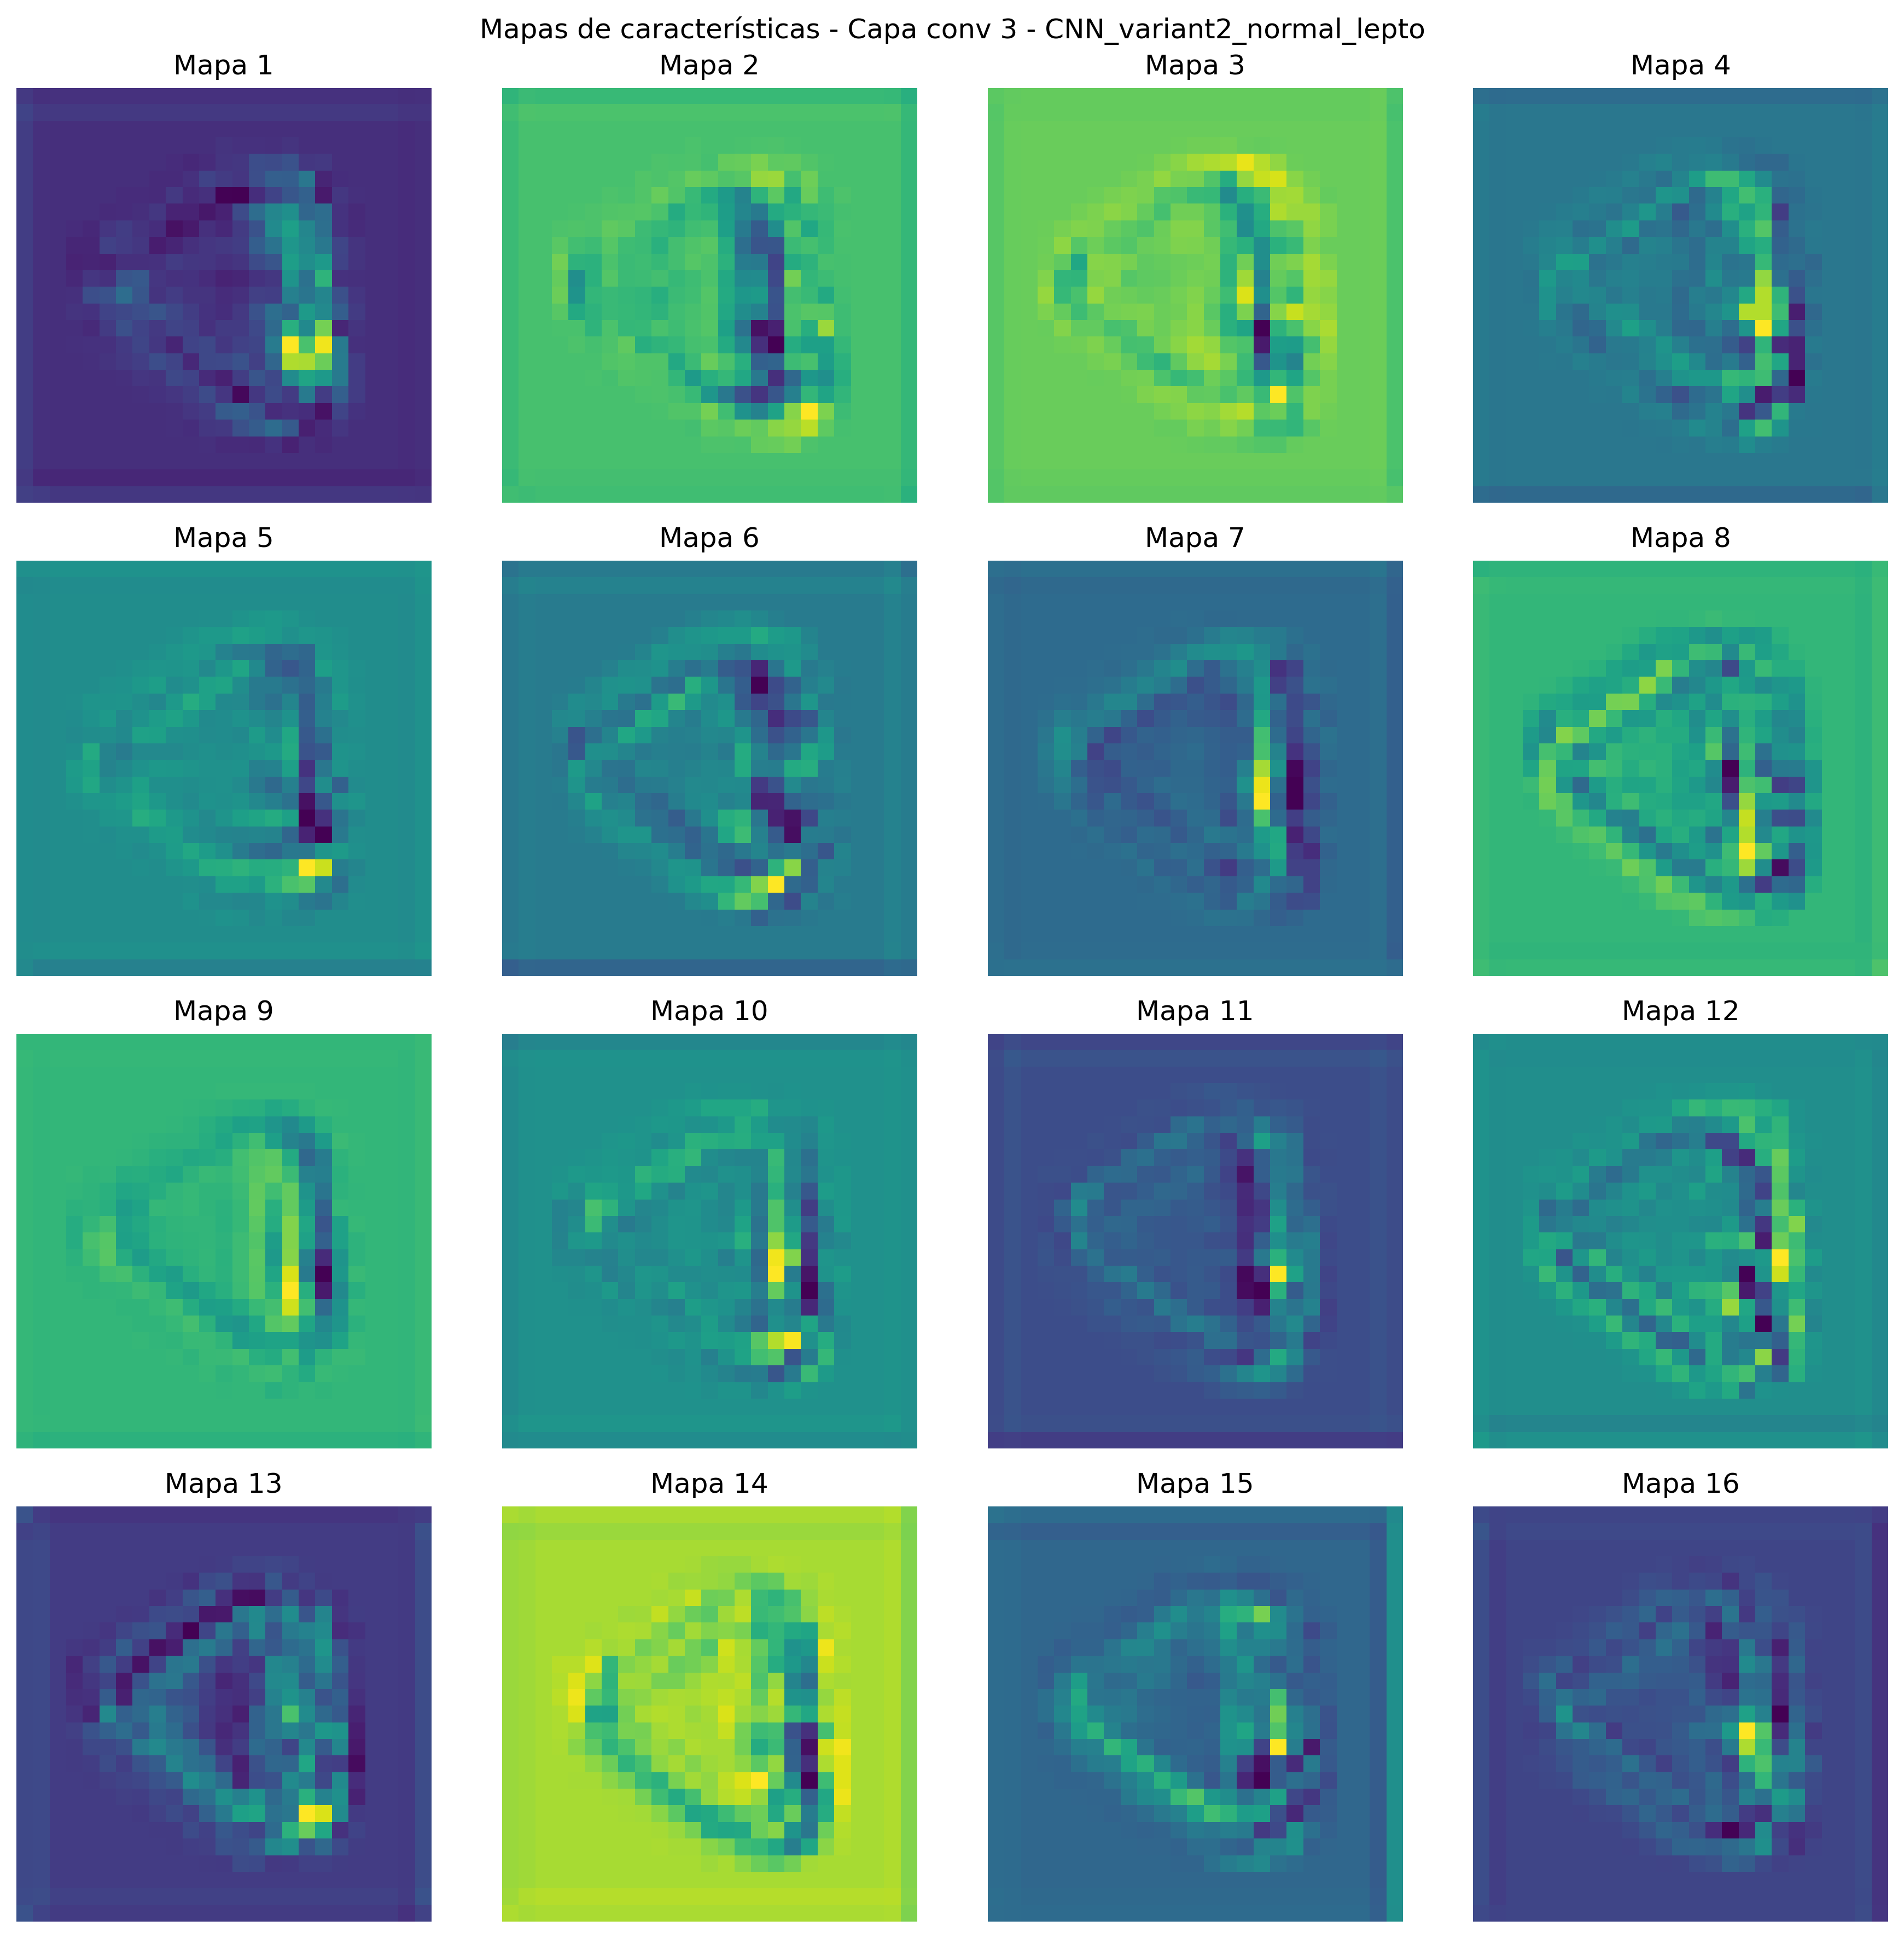 Mapas de características - Capa conv 3 - CNN_variant2_normal_lepto
Mapa 1
Mapa 2
Mapa 3
Mapa 4
Mapa 5
Mapa 6
Mapa 7
Mapa 8
Mapa 9
Mapa 10
Mapa 11
Mapa 12
Mapa 13
Mapa 14
Mapa 15
Mapa 16